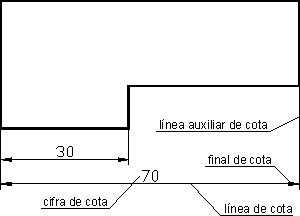 línea auxiliar de cota
30
final de cota
70
cifra de cota
línea de cota